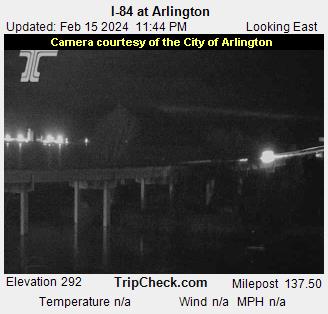 I-84 at Arlington
Updated: Feb 15 2024 11:44 PM Looking East
Camera courtesy of the City of Arlington
Elevation 292 TripCheck.com Milepost 137.50
Temperature n/a Wind n/a MPH n/a